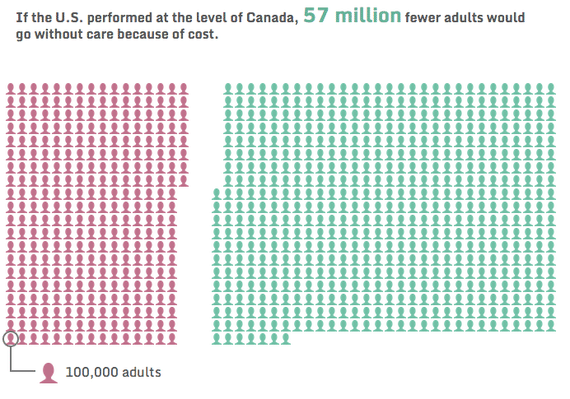 If the U.S. performed at the level of Canada, 57 million fewer adults would
go without care because of cost.
100,000 adults